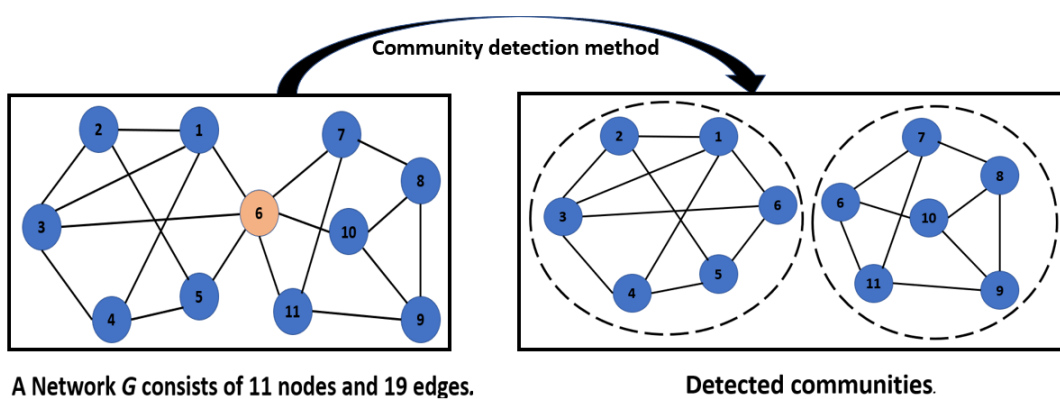 Community detection method
2 1 7
8
3 6 10
5
4 11 9
2 1 7
8
3 6 6 10
5
4 11 9
A Network G consists of 11 nodes and 19 edges.
Detected communities.